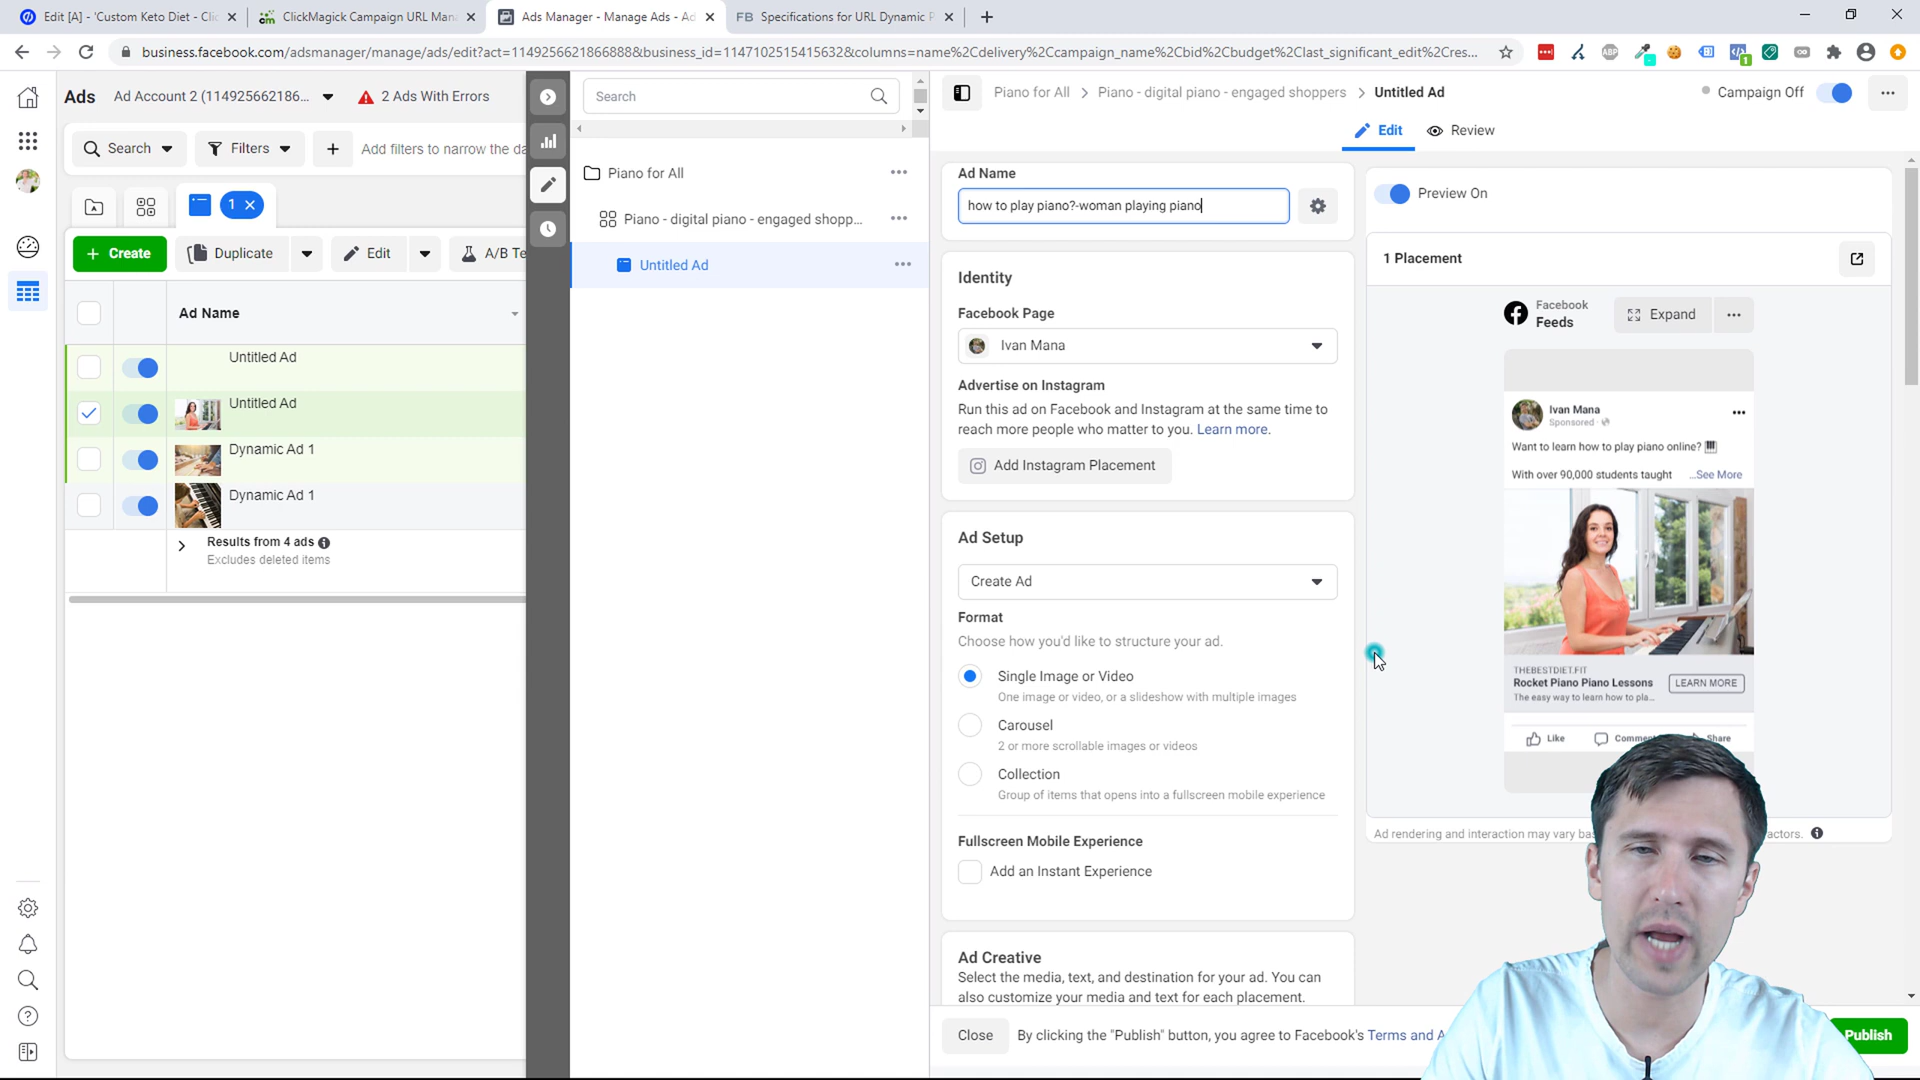 Edit [A] - 'Custom Keto Diet - Clic
ClickMagick Campaign URL Man
Ads Manager - Manage Ads - Ad
FB Specifications for URL Dynamic P
business.facebook.com/adsmanager/manage/ads/edit?act=1149256621866888&business_id=1147102515415632&columns=name%2Cdelivery%2Ccampaign_name%2Cbid%2Cbudget%2Clast_significant_edit%2Cres...
Ads
Ad Account 2 (114925662186...
2 Ads With Errors
Search
Filters
Add filters to narrow the da
1
Create
Duplicate
Edit
A/B Te
Ad Name
Untitled Ad
Untitled Ad
Dynamic Ad 1
Dynamic Ad 1
Results from 4 ads
Excludes deleted items
Search
Piano for All
Piano - digital piano - engaged shopp...
Untitled Ad
Piano for All > Piano - digital piano - engaged shoppers > Untitled Ad
Campaign Off
Edit
Review
Ad Name
how to play piano?-woman playing piano
Identity
Facebook Page
Ivan Mana
Advertise on Instagram
Run this ad on Facebook and Instagram at the same time to
reach more people who matter to you. Learn more.
Add Instagram Placement
Ad Setup
Create Ad
Format
Choose how you'd like to structure your ad.
Single Image or Video
One image or video, or a slideshow with multiple images
Carousel
2 or more scrollable images or videos
Collection
Group of items that opens into a fullscreen mobile experience
Fullscreen Mobile Experience
Add an Instant Experience
Ad Creative
Select the media, text, and destination for your ad. You can
also customize your media and text for each placement.
Close
By clicking the "Publish" button, you agree to Facebook's Terms and A
Publish
Preview On
1 Placement
Facebook
Feeds
Expand
Ivan Mana
Sponsored
Want to learn how to play piano online?
With over 90,000 students taught ...See More
THEBESTDIET.FIT
Rocket Piano Piano Lessons
The easy way to learn how to pla...
LEARN MORE
Like
Commen
Share
Ad rendering and interaction may vary ba
actors.
ABP
1